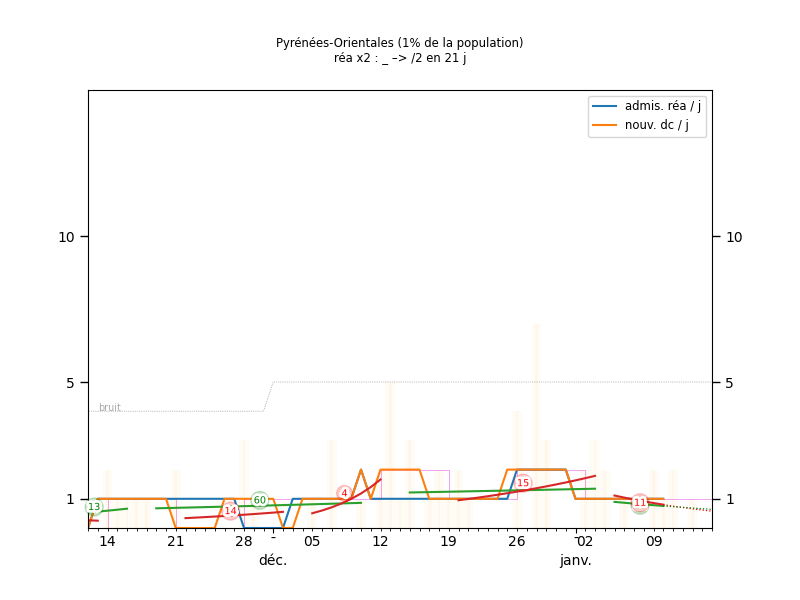 Pyrénées-Orientales (1% de la population)
réa x2 : _ –> /2 en 21 j
admis. réa / j
nouv. dc / j
10 10
5 5
bruit
1 1
13 14 60 4 15 11
14 21 28 05 12 19 26 02 09
déc. janv.